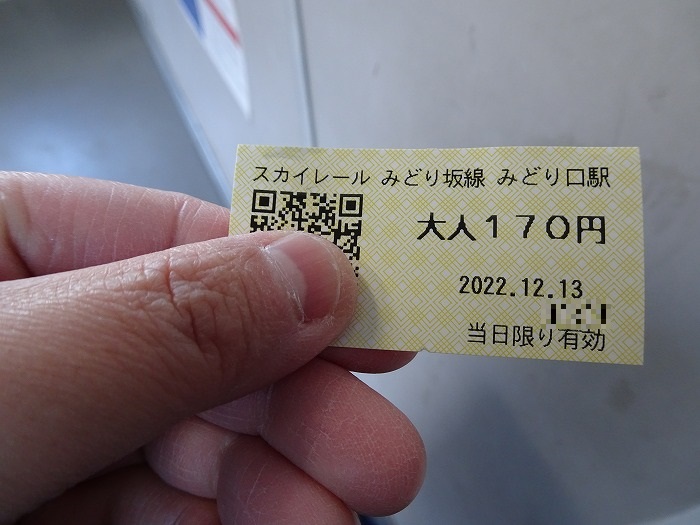 スカイレール みどり坂線 みどり口駅
大人１７０円
2022.12.13
当日限り有効